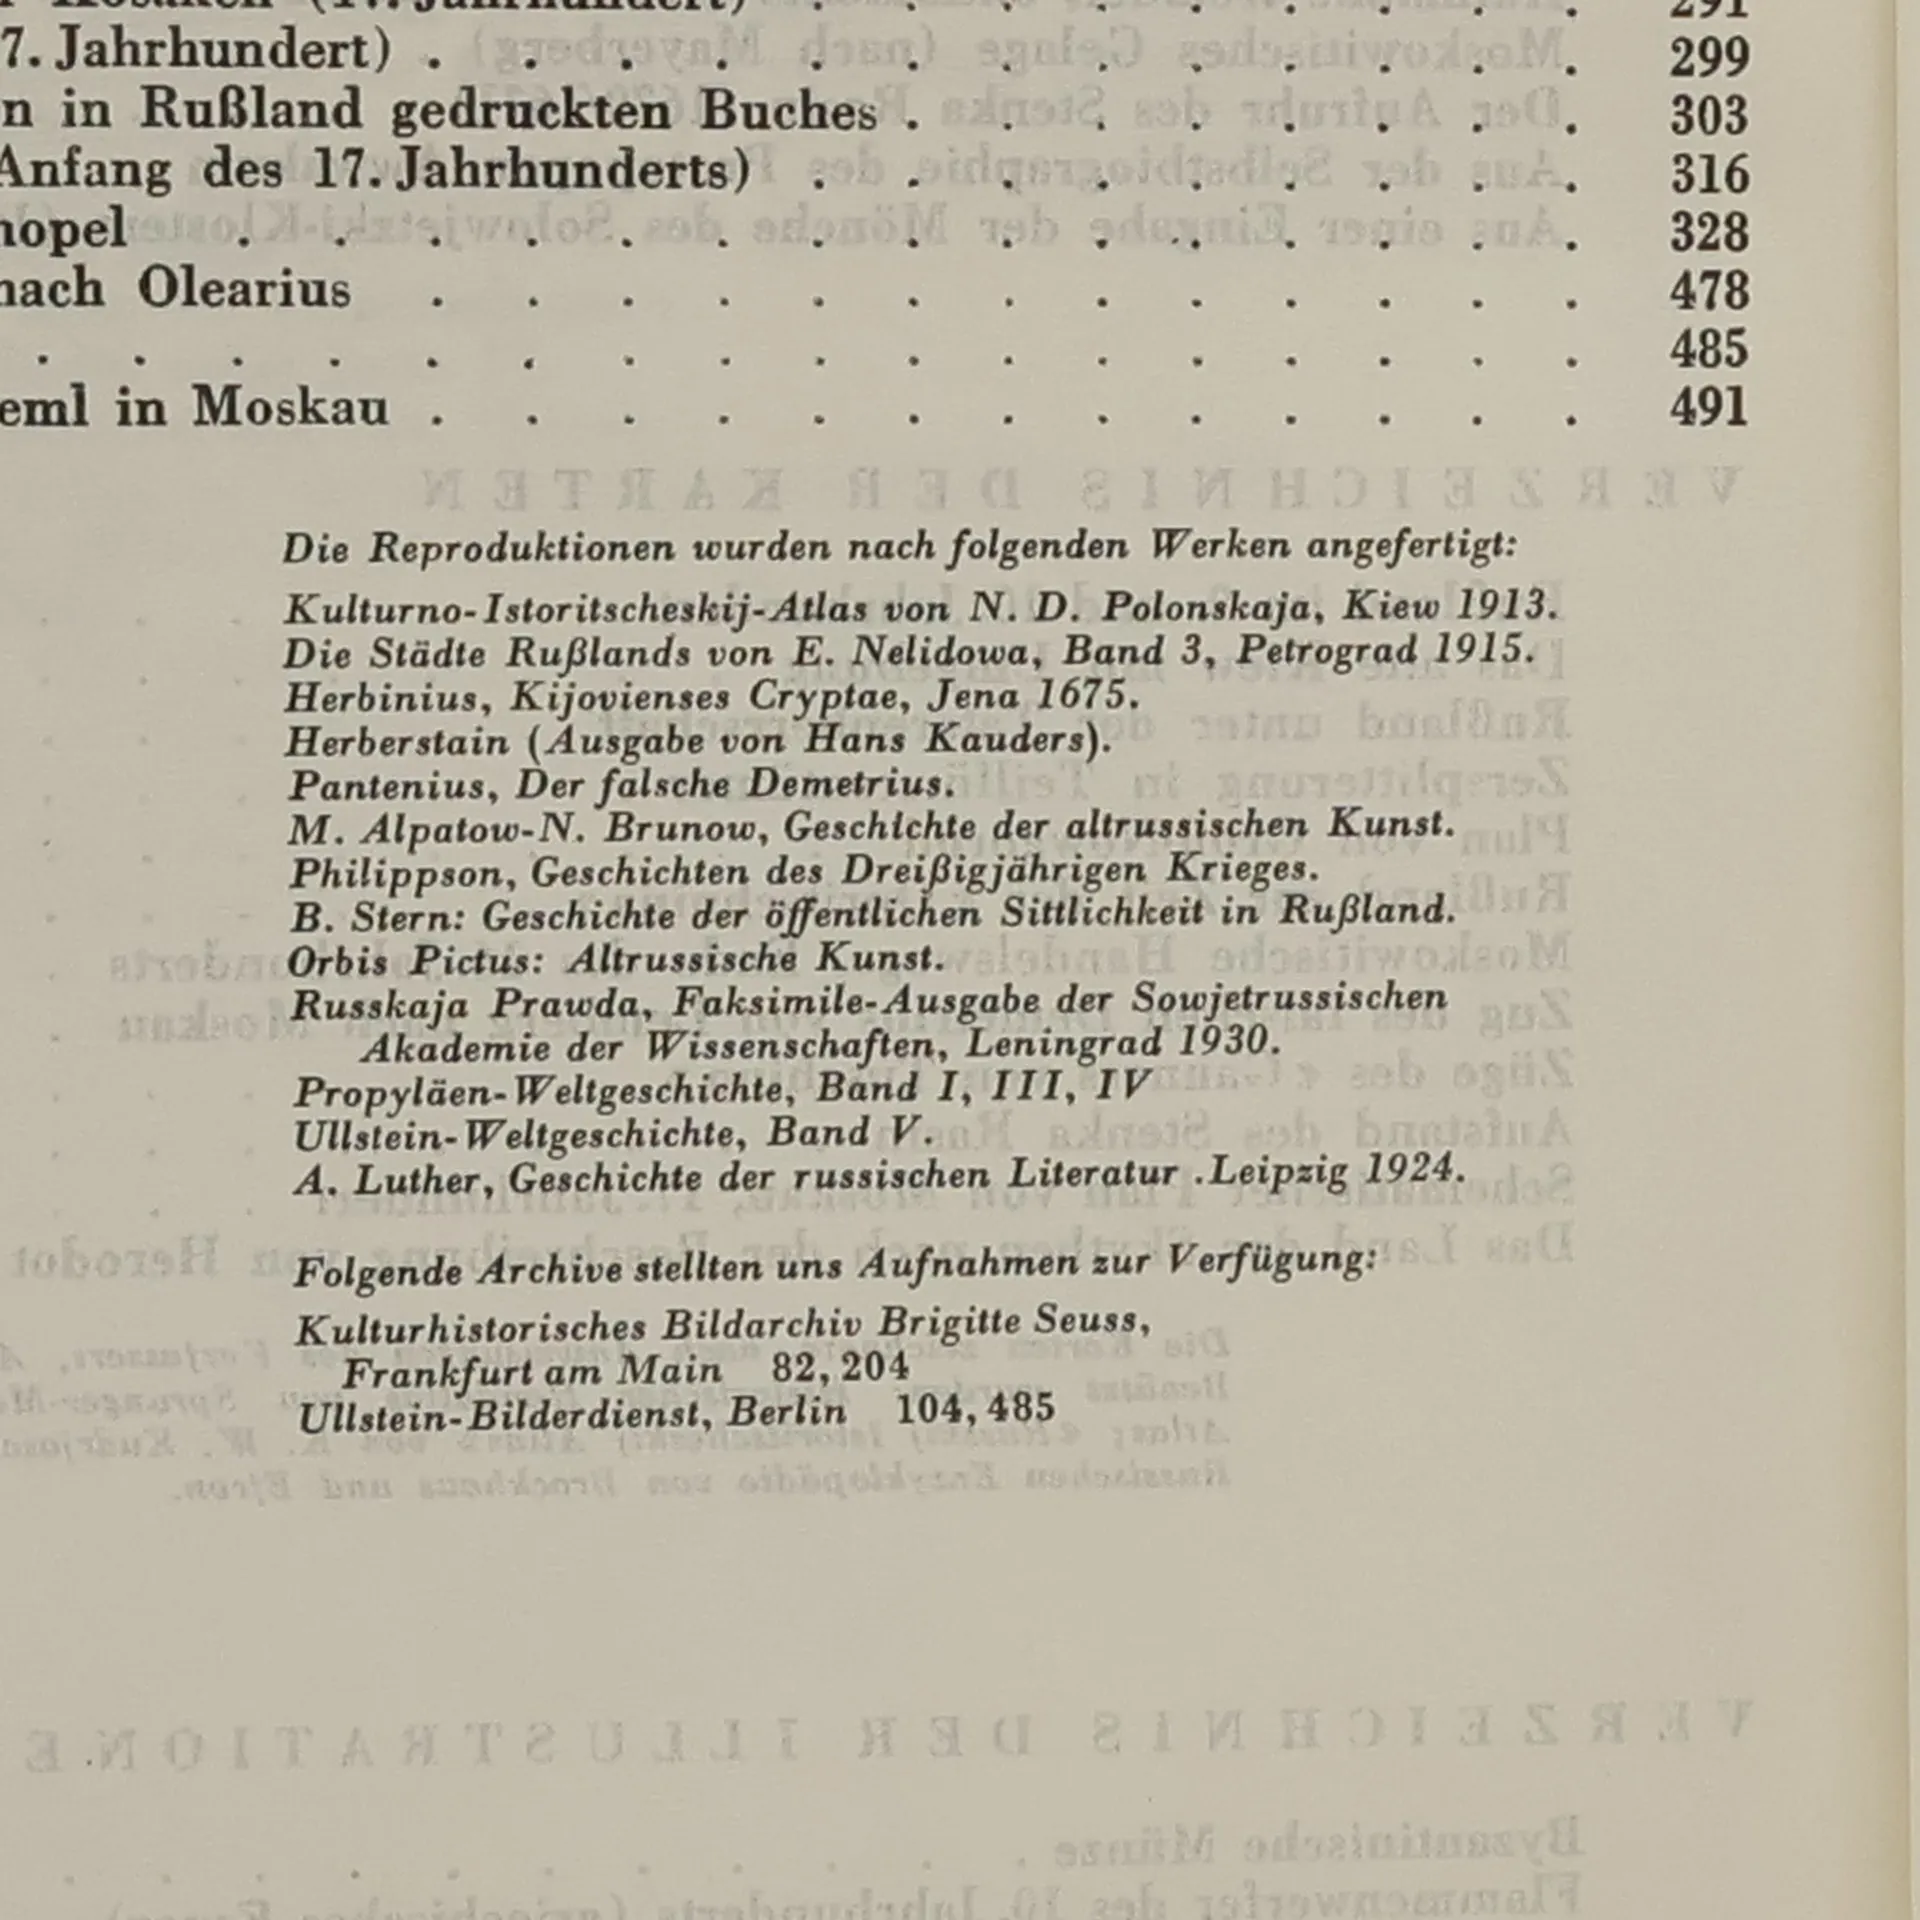 Kosaken (17. Jahrhundert) . . . . . . . . . 291
7. Jahrhundert) . . . . . . . . . . . . . 299
n in Rußland gedruckten Buches . . . . . . . . 303
Anfang des 17. Jahrhunderts) . . . . . . . . . 316
nopel . . . . . . . . . . . . . . . 328
nach Olearius . . . . . . . . . . . . . 478
. . . . . . . . . . . . . . . . . 485
eml in Moskau . . . . . . . . . . . . . 491
Die Reproduktionen wurden nach folgenden Werken angefertigt:
Kulturno-Istoritscheskij-Atlas von N. D. Polonskaja, Kiew 1913.
Die Städte Rußlands von E. Nelidowa, Band 3, Petrograd 1915.
Herbinius, Kijovienses Cryptae, Jena 1675.
Herberstain (Ausgabe von Hans Kauders).
Pantenius, Der falsche Demetrius.
M. Alpatow-N. Brunow, Geschichte der altrussischen Kunst.
Philippson, Geschichten des Dreißigjährigen Krieges.
B. Stern: Geschichte der öffentlichen Sittlichkeit in Rußland.
Orbis Pictus: Altrussische Kunst.
Russkaja Prawda, Faksimile-Ausgabe der Sowjetrussischen
Akademie der Wissenschaften, Leningrad 1930.
Propyläen-Weltgeschichte, Band I, III, IV
Ullstein-Weltgeschichte, Band V.
A. Luther, Geschichte der russischen Literatur .Leipzig 1924.
Folgende Archive stellten uns Aufnahmen zur Verfügung:
Kulturhistorisches Bildarchiv Brigitte Seuss,
Frankfurt am Main 82, 204
Ullstein-Bilderdienst, Berlin 104, 485